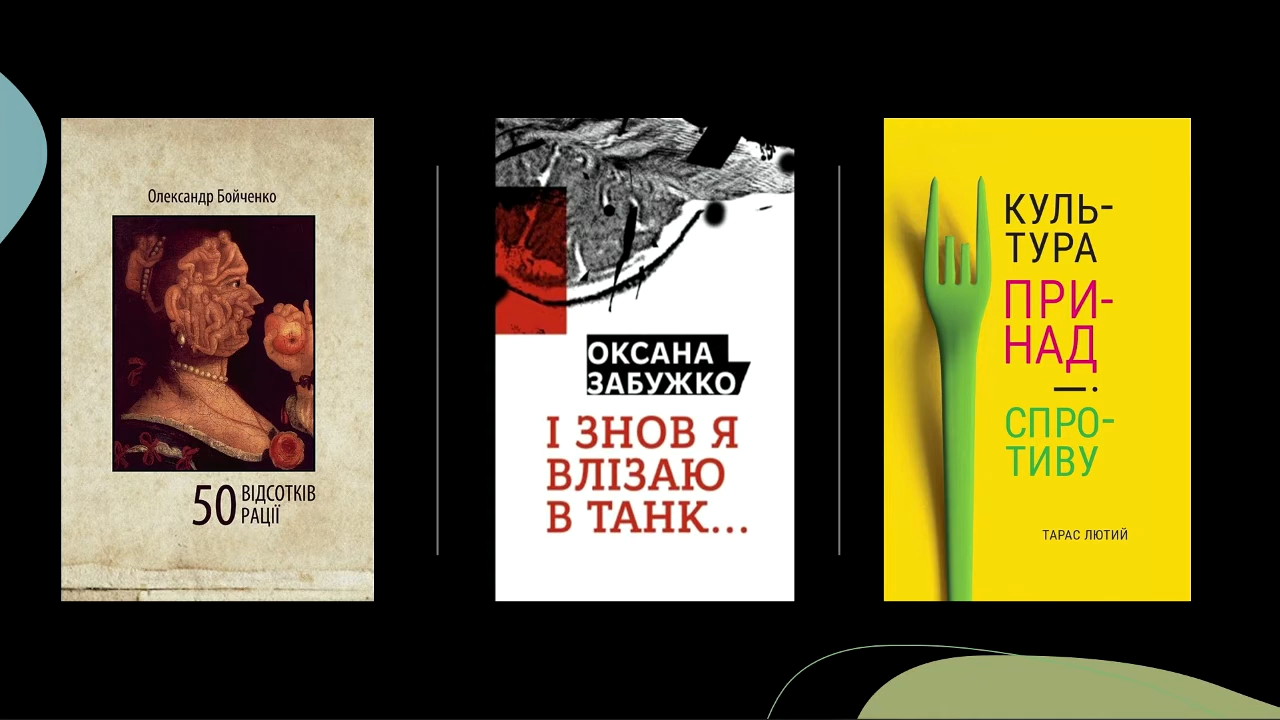 Олександр Бойченко
50 ВІДСОТКІВ
РАЦІЇ
ОКСАНА
ЗАБУЖКО
І ЗНОВ Я
ВЛІЗАЮ
В ТАНК...
КУЛЬ-
ТУРА
ПРИ-
НАД
—.
СПРО-
ТИВУ
ТАРАС ЛЮТИЙ